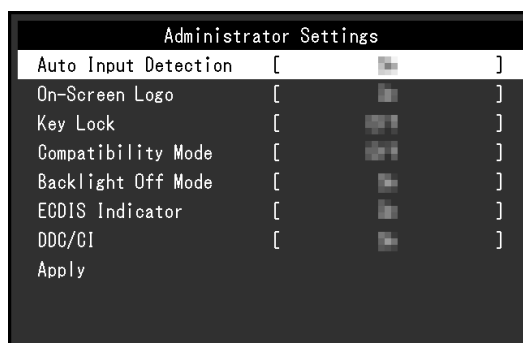 Administrator Settings
Auto Input Detection [ ]
On-Screen Logo [ ]
Key Lock [ ]
Compatibility Mode [ ]
Backlight Off Mode [ ]
ECDIS Indicator [ ]
DDC/CI [ ]
Apply